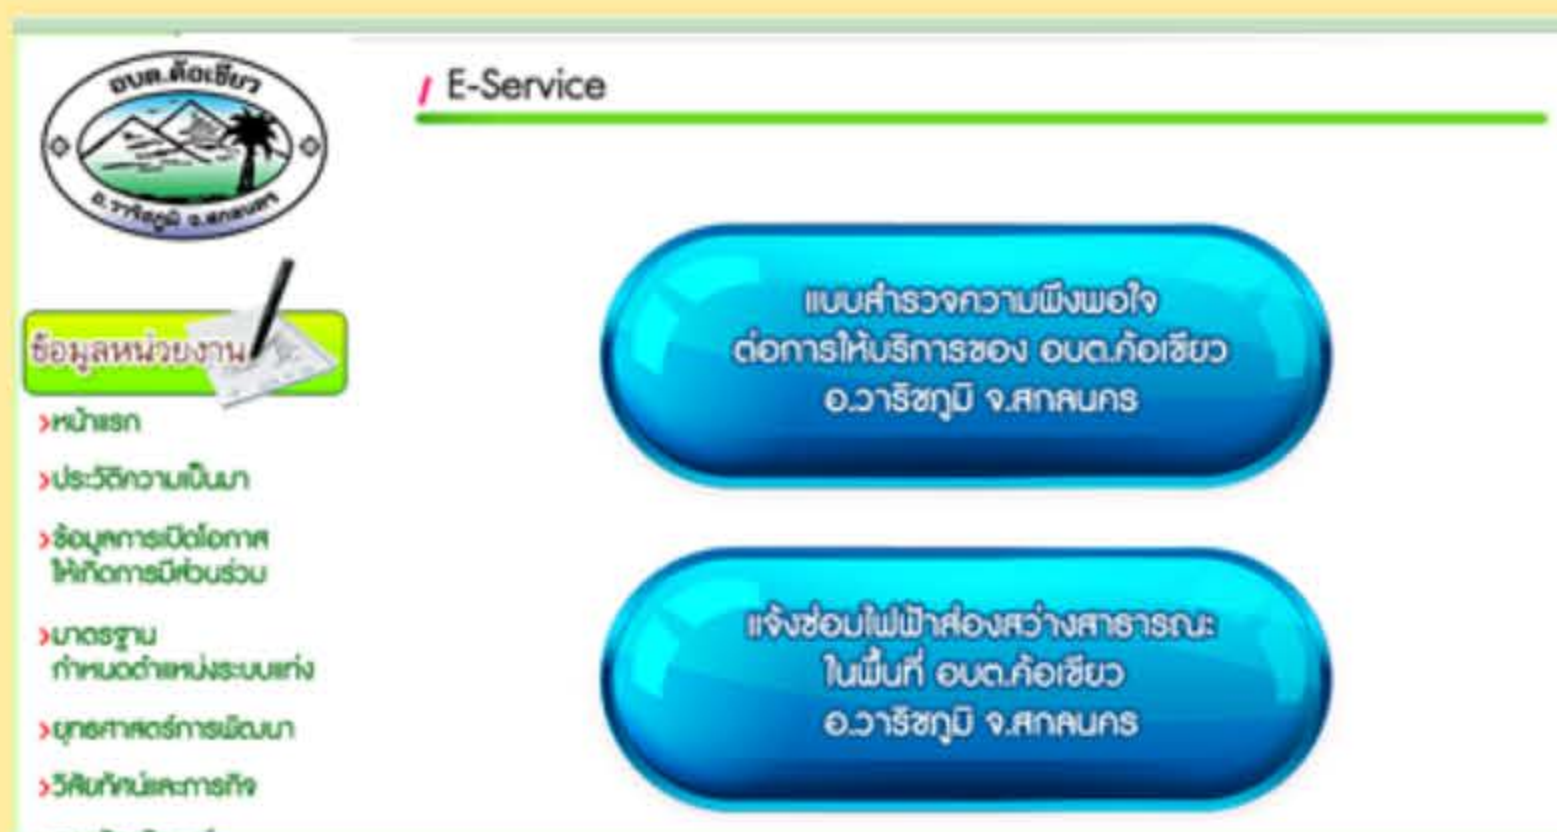 อบต.ค้อเขียว
อ.วาริชภูมิ จ.สกลนคร
E-Service
ข้อมูลหน่วยงาน
>หน้าแรก
>ประวัติความเป็นมา
>ข้อมูลการเปิดโอกาส
ให้เกิดการมีส่วนร่วม
>มาตรฐาน
กำหนดตำแหน่งระบบแท่ง
>ยุทธศาสตร์การพัฒนา
>วิสัยทัศน์และภารกิจ
แบบสำรวจความพึงพอใจ
ต่อการให้บริการของ อบต.ค้อเขียว
อ.วาริชภูมิ จ.สกลนคร
แจ้งซ่อมไฟฟ้าส่องสว่างสาธารณะ
ในพื้นที่ อบต.ค้อเขียว
อ.วาริชภูมิ จ.สกลนคร